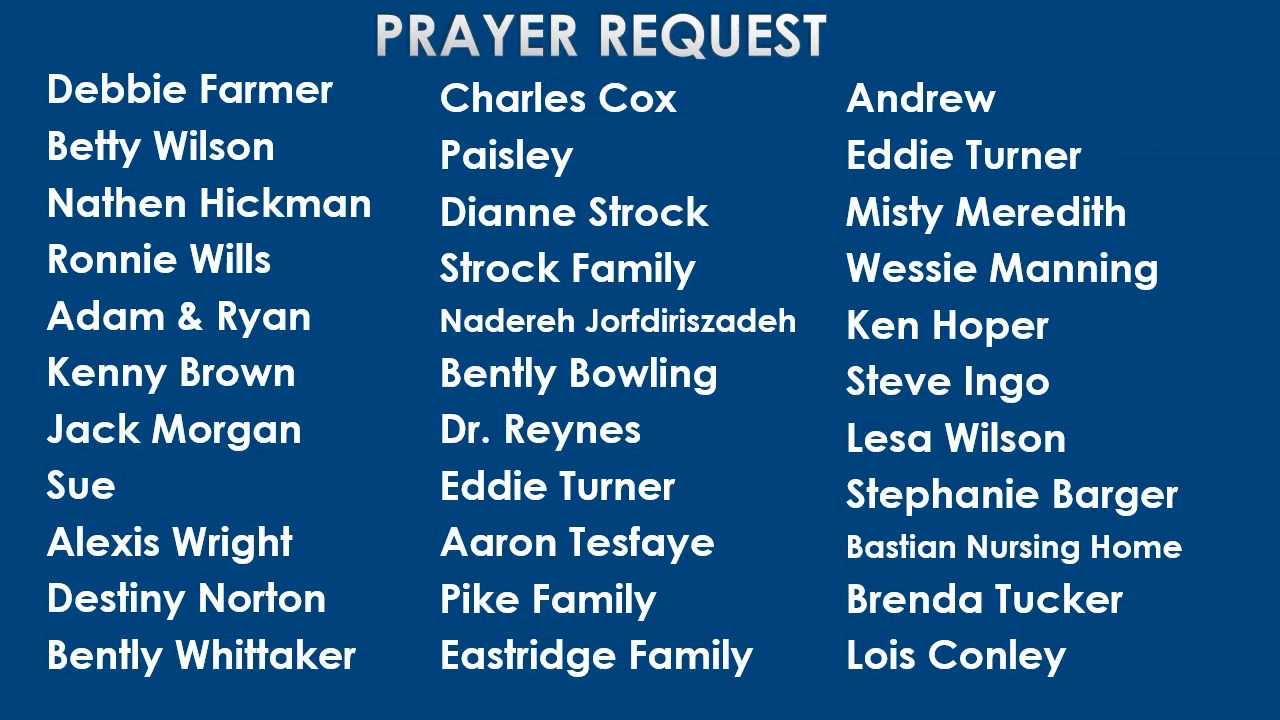 PRAYER REQUEST
Debbie Farmer
Betty Wilson
Nathen Hickman
Ronnie Wills
Adam & Ryan
Kenny Brown
Jack Morgan
Sue
Alexis Wright
Destiny Norton
Bently Whittaker
Charles Cox
Paisley
Dianne Strock
Strock Family
Nadereh Jorfdiriszadeh
Bently Bowling
Dr. Reynes
Eddie Turner
Aaron Tesfaye
Pike Family
Eastridge Family
Andrew
Eddie Turner
Misty Meredith
Wessie Manning
Ken Hoper
Steve Ingo
Lesa Wilson
Stephanie Barger
Bastian Nursing Home
Brenda Tucker
Lois Conley